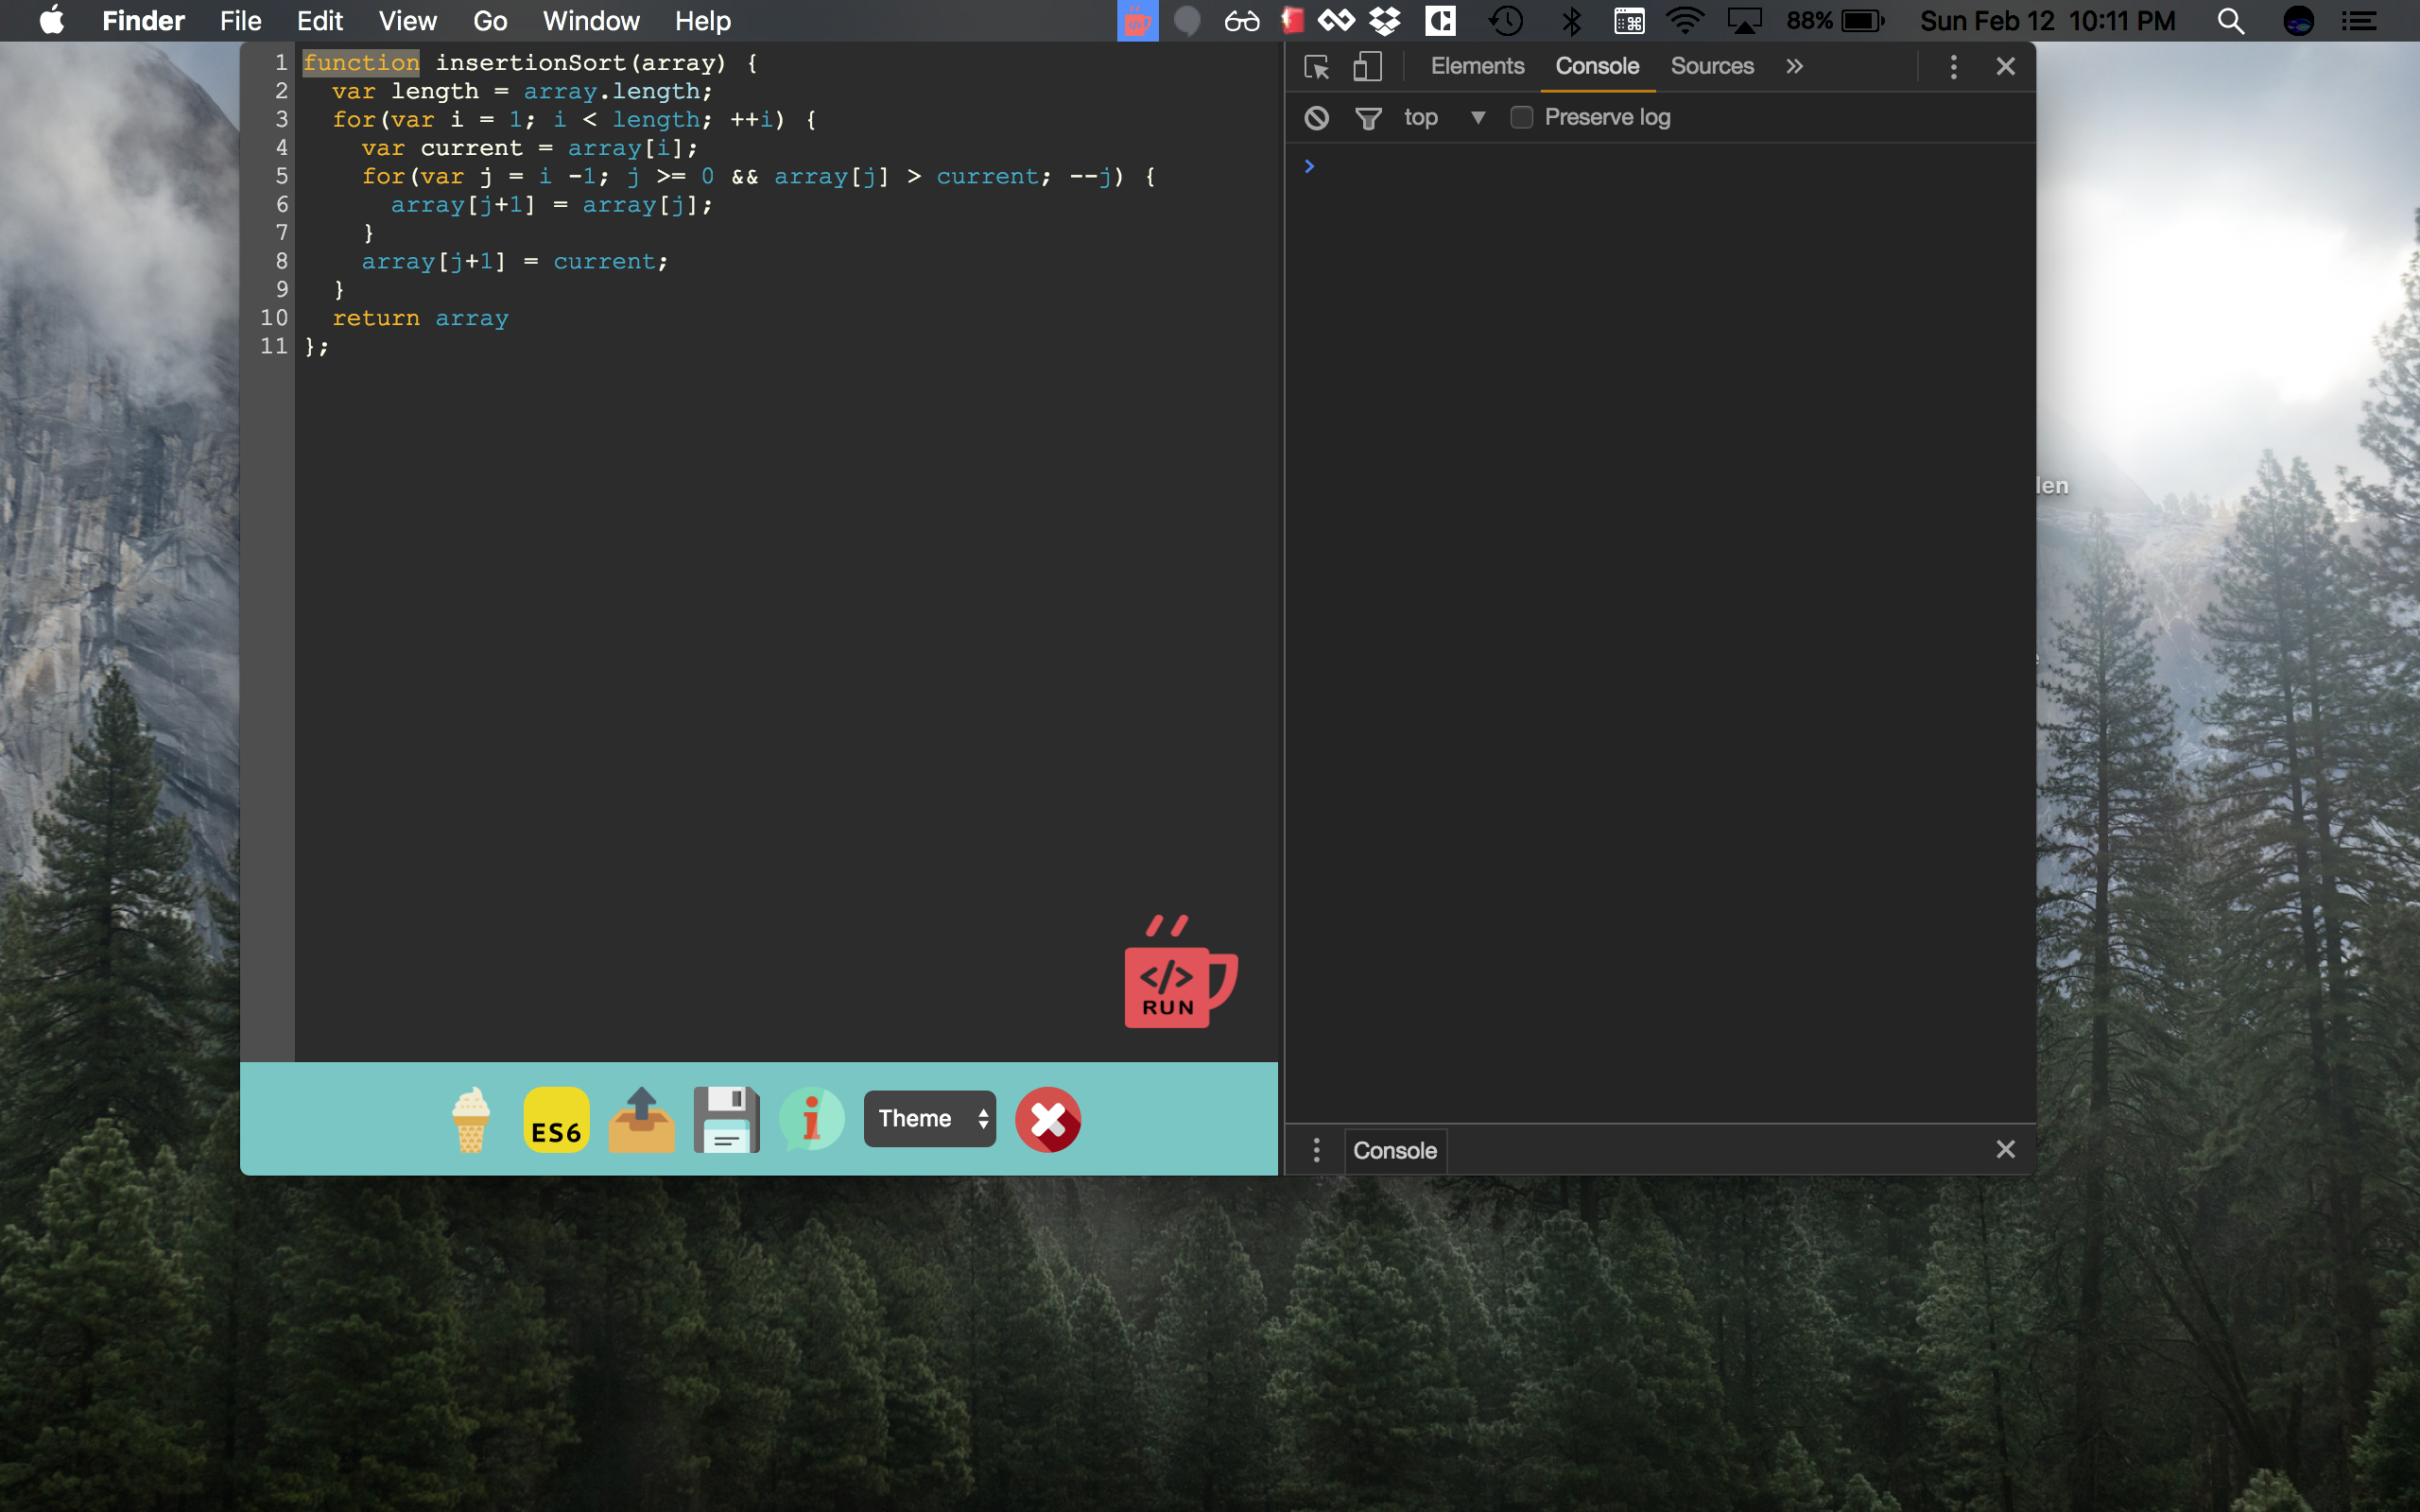 Finder File Edit View Go Window Help 88% Sun Feb 12 10:11 PM
1 function insertionSort(array) {
2 var length = array.length;
3 for(var i = 1; i < length; ++i) {
4 var current = array[i];
5 for(var j = i -1; j >= 0 && array[j] > current; --j) {
6 array[j+1] = array[j];
7 }
8 array[j+1] = current;
9 }
10 return array
11 };
</> RUN
ES6 i Theme
Elements Console Sources »
top ▼ Preserve log
>
Console
len